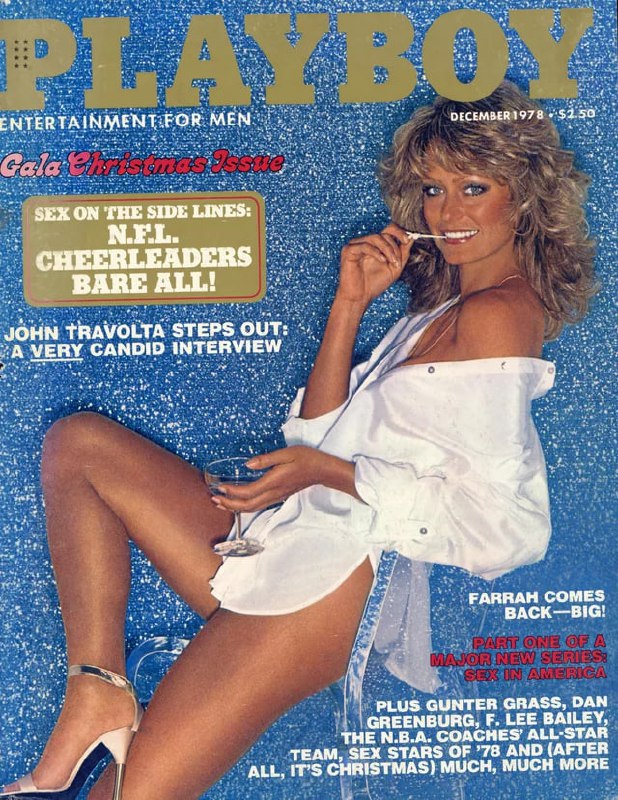 PLAYBOY
ENTERTAINMENT FOR MEN
DECEMBER 1978 • $2.50
Gala Christmas Issue
SEX ON THE SIDE LINES:
N.F.L.
CHEERLEADERS
BARE ALL!
JOHN TRAVOLTA STEPS OUT:
A VERY CANDID INTERVIEW
FARRAH COMES
BACK—BIG!
PART ONE OF A
MAJOR NEW SERIES:
SEX IN AMERICA
PLUS GUNTER GRASS, DAN
GREENBURG, F. LEE BAILEY,
THE N.B.A. COACHES' ALL-STAR
TEAM, SEX STARS OF '78 AND (AFTER
ALL, IT'S CHRISTMAS) MUCH, MUCH MORE